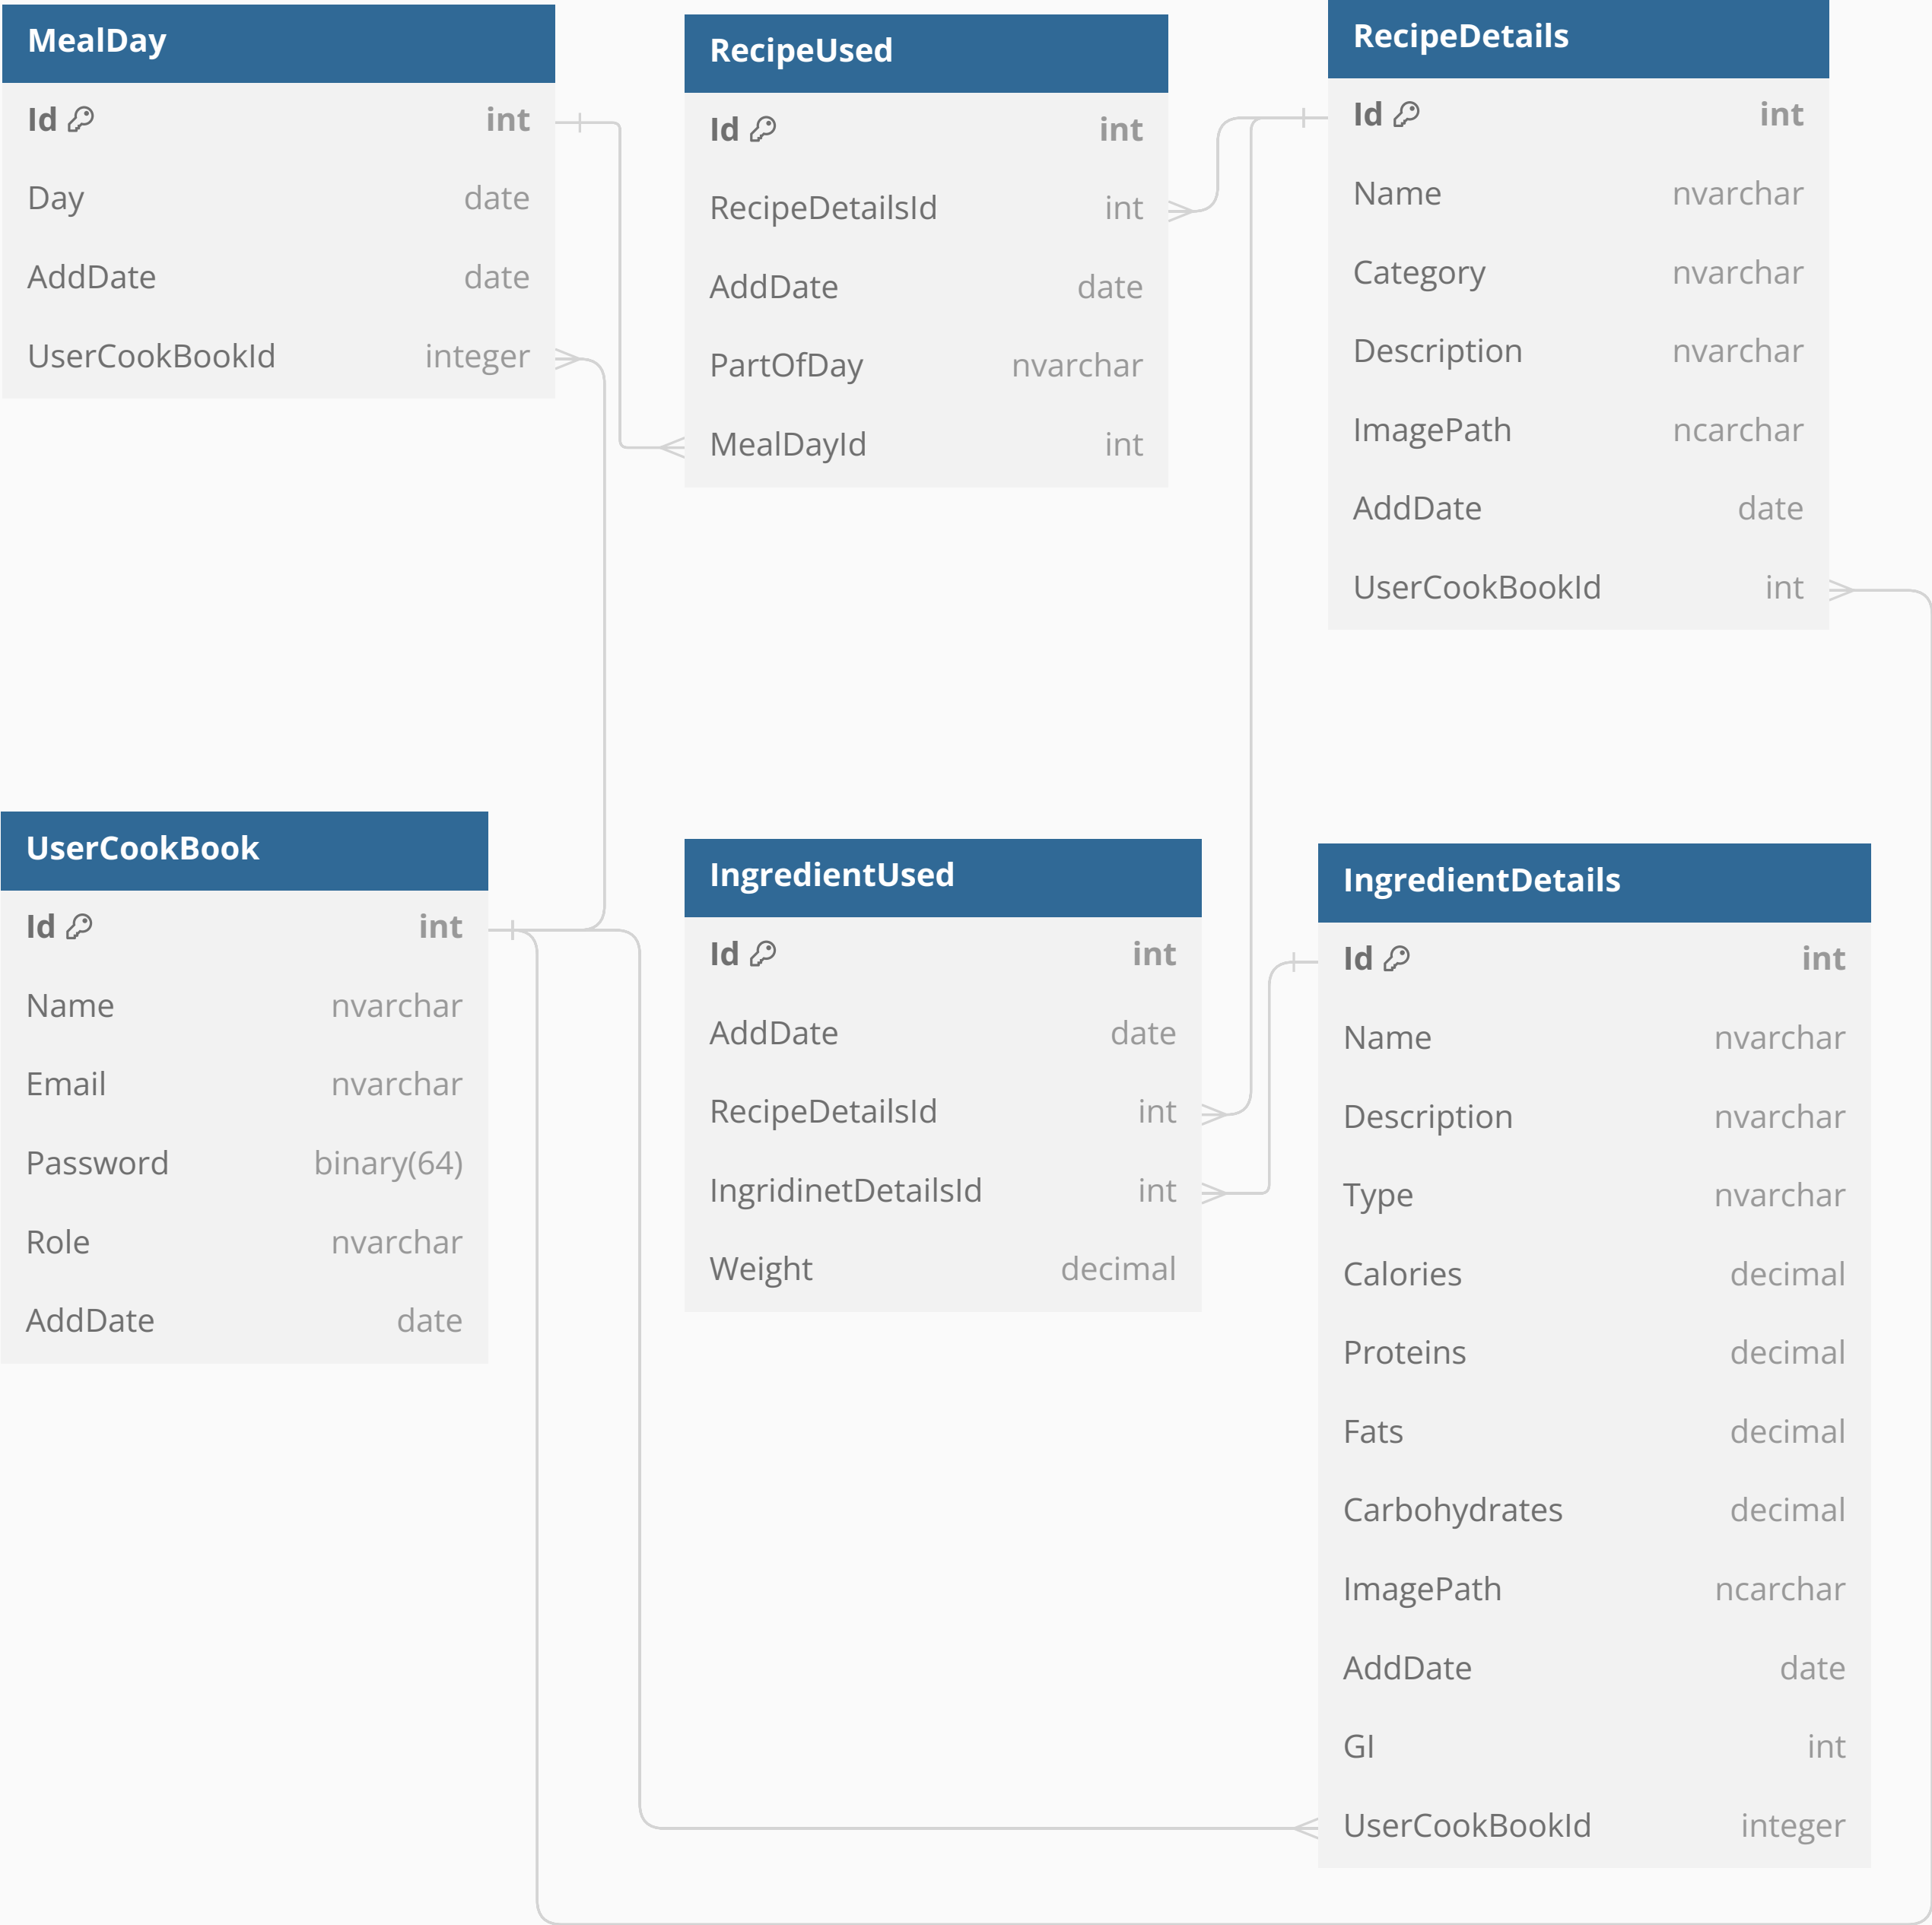 MealDay
Id int
Day date
AddDate date
UserCookBookId integer
RecipeUsed
Id int
RecipeDetailsId int
AddDate date
PartOfDay nvarchar
MealDayId int
RecipeDetails
Id int
Name nvarchar
Category nvarchar
Description nvarchar
ImagePath ncarchar
AddDate date
UserCookBookId int
UserCookBook
Id int
Name nvarchar
Email nvarchar
Password binary(64)
Role nvarchar
AddDate date
IngredientUsed
Id int
AddDate date
RecipeDetailsId int
IngridinetDetailsId int
Weight decimal
IngredientDetails
Id int
Name nvarchar
Description nvarchar
Type nvarchar
Calories decimal
Proteins decimal
Fats decimal
Carbohydrates decimal
ImagePath ncarchar
AddDate date
GI int
UserCookBookId integer